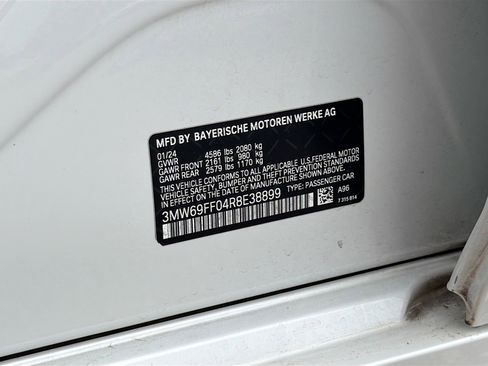 MFD BY BAYERISCHE MOTOREN WERKE AG
01/24
GVWR 4586 lbs 2080 kg
GAWR FRONT 2161 lbs 980 kg
GAWR REAR 2579 lbs 1170 kg
THIS VEHICLE CONFORMS TO ALL APPLICABLE U.S. FEDERAL MOTOR
VEHICLE SAFETY, BUMPER, AND THEFT PREVENTION STANDARDS
IN EFFECT ON THE DATE OF MANUFACTURE SHOWN ABOVE.
3MW69FF04R8E38899 TYPE: PASSENGER CAR
A96
7 315 814